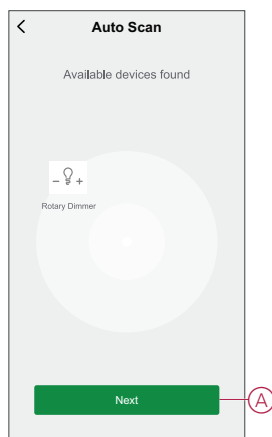 Auto Scan
Available devices found
Rotary Dimmer
Next
A